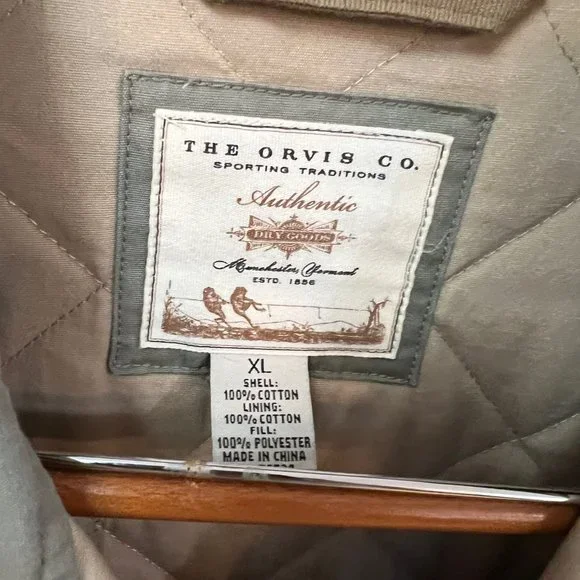 THE ORVIS CO.
SPORTING TRADITIONS
Authentic
DRY GOODS
Manchester, Vermont
ESTD. 1856
XL
SHELL:
100% COTTON
LINING:
100% COTTON
FILL:
100% POLYESTER
MADE IN CHINA